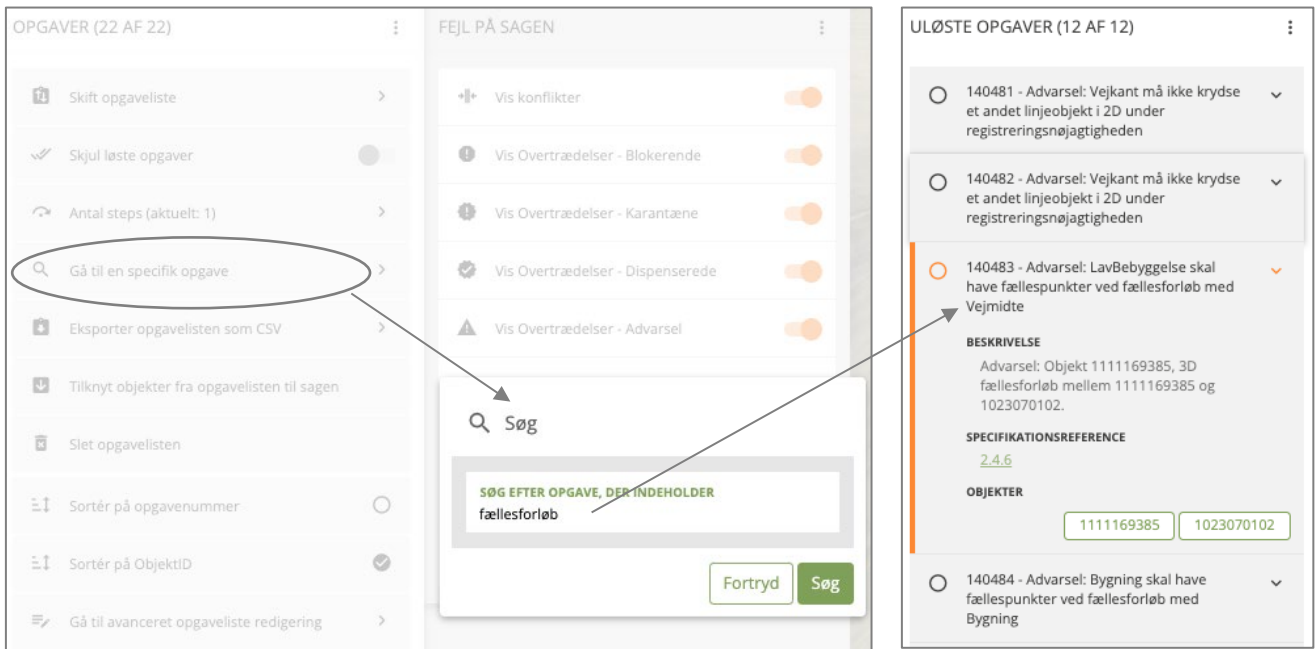 OPGAVER (22 AF 22)
Skift opgaveliste
Skjul løste opgaver
Antal steps (aktuelt: 1)
Gå til en specifik opgave
Eksporter opgavelisten som CSV
Tilknyt objekter fra opgavelisten til sagen
Slet opgavelisten
Sortér på opgavenummer
Sortér på ObjektID
Gå til avanceret opgaveliste redigering
FEJL PÅ SAGEN
Vis konflikter
Vis Overtrædelser - Blokerende
Vis Overtrædelser - Karantæne
Vis Overtrædelser - Dispenserede
Vis Overtrædelser - Advarsel
Søg
SØG EFTER OPGAVE, DER INDEHOLDER
fællesforløb
Fortryd
Søg
ULØSTE OPGAVER (12 AF 12)
140481 - Advarsel: Vejkant må ikke krydse
et andet linjeobjekt i 2D under
registreringsnøjagtigheden
140482 - Advarsel: Vejkant må ikke krydse
et andet linjeobjekt i 2D under
registreringsnøjagtigheden
140483 - Advarsel: LavBebyggelse skal
have fællespunkter ved fællesforløb med
Vejmidte
BESKRIVELSE
Advarsel: Objekt 1111169385, 3D
fællesforløb mellem 1111169385 og
1023070102.
SPECIFIKATIONSREFERENCE
2.4.6
OBJEKTER
1111169385
1023070102
140484 - Advarsel: Bygning skal have
fællespunkter ved fællesforløb med
Bygning